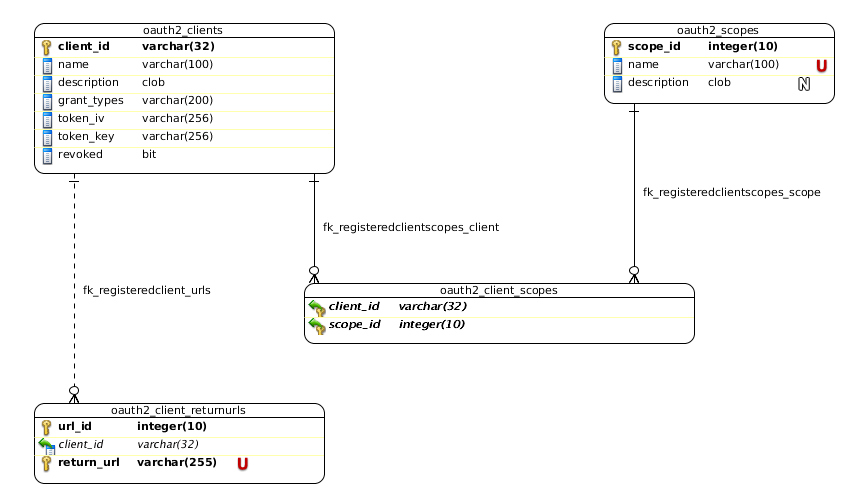 oauth2_clients
client_id varchar(32)
name varchar(100)
description clob
grant_types varchar(200)
token_iv varchar(256)
token_key varchar(256)
revoked bit
oauth2_scopes
scope_id integer(10)
name varchar(100) U
description clob N
fk_registeredclientscopes_scope
fk_registeredclientscopes_client
fk_registeredclient_urls
oauth2_client_scopes
client_id varchar(32)
scope_id integer(10)
oauth2_client_returnurls
url_id integer(10)
client_id varchar(32)
return_url varchar(255) U